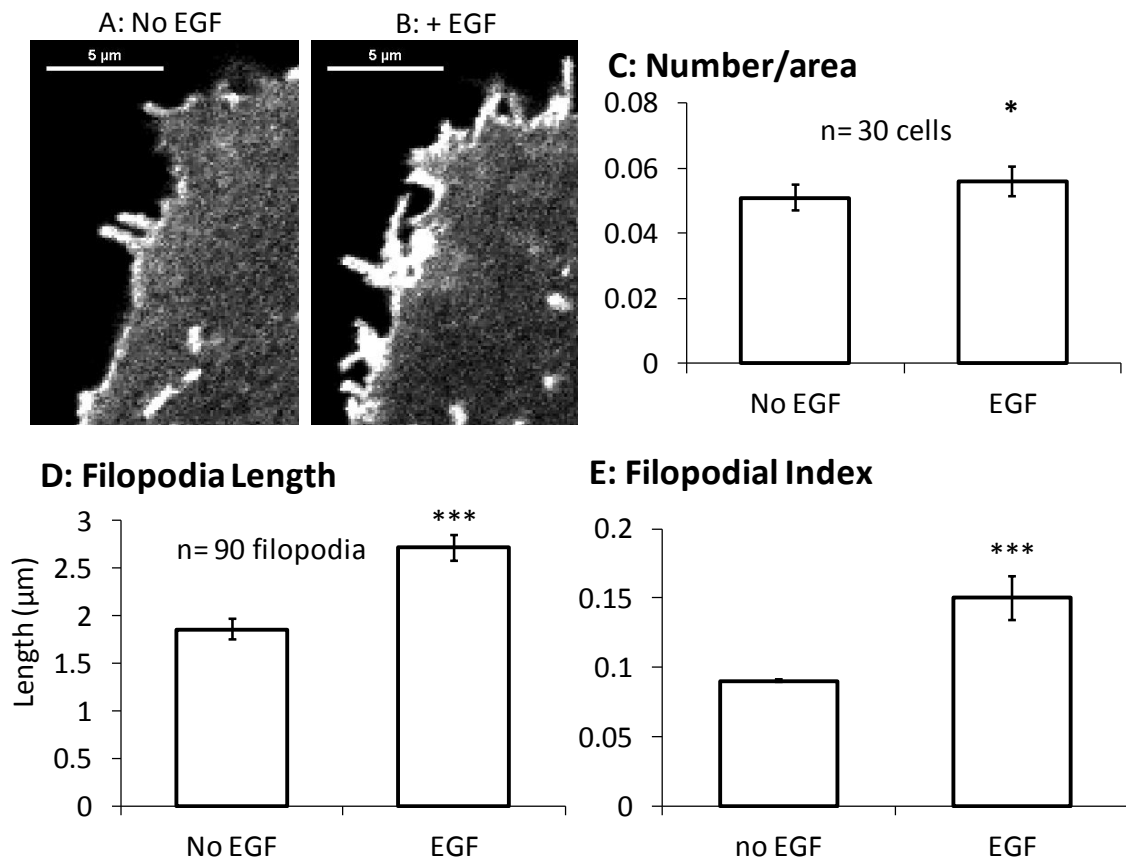 A: No EGF
B: + EGF
5 µm
5 µm
C: Number/area
0.08
0.06
0.04
0.02
0
n= 30 cells
*
No EGF
EGF
D: Filopodia Length
3
2.5
2
1.5
1
0.5
0
Length (µm)
n= 90 filopodia
***
No EGF
EGF
E: Filopodial Index
0.2
0.15
0.1
0.05
0
***
no EGF
EGF